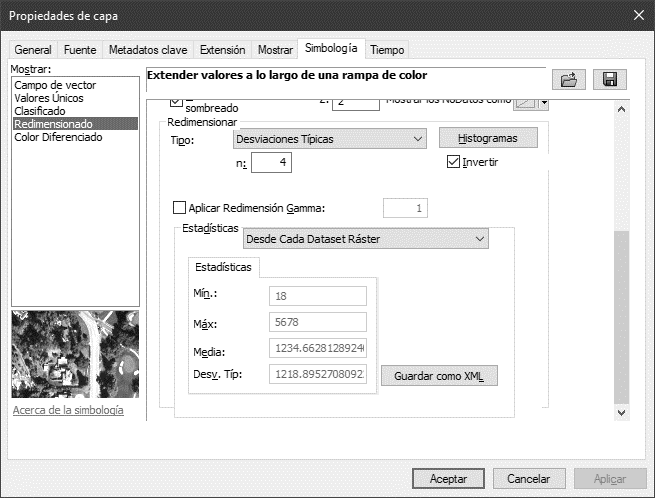 Propiedades de capa
General Fuente Metadatos clave Extensión Mostrar Simbología Tiempo
Mostrar:
Campo de vector
Valores Únicos
Clasificado
Redimensionado
Color Diferenciado
Acerca de la simbología
Extender valores a lo largo de una rampa de color
sombreado Z: 2 Mostrar los NoDatos como
Redimensionar
Tipo: Desviaciones Típicas Histogramas
n: 4 Invertir
Aplicar Redimensión Gamma: 1
Estadísticas Desde Cada Dataset Ráster
Estadísticas
Mín.: 18
Máx: 5678
Media: 1234.6628128924
Desv. Típ: 1218.8952708092
Guardar como XML
Aceptar Cancelar Aplicar